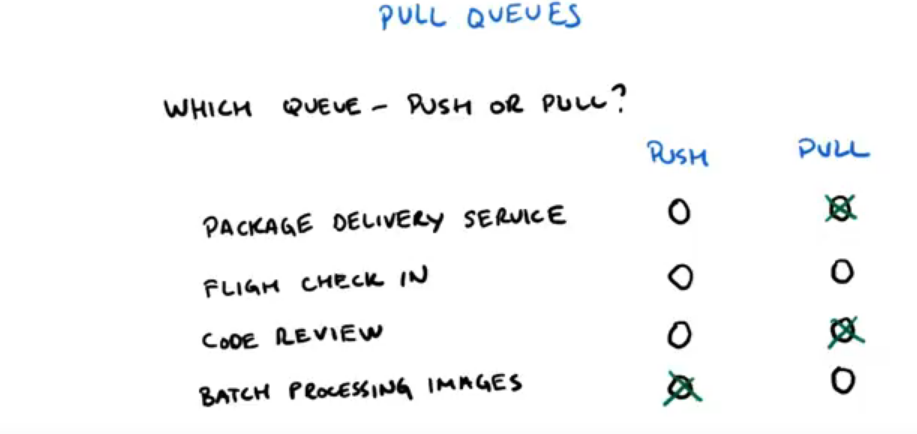 PULL QUEUES
WHICH QUEUE - PUSH OR PULL?
PUSH PULL
PACKAGE DELIVERY SERVICE
FLIGH CHECK IN
CODE REVIEW
BATCH PROCESSING IMAGES